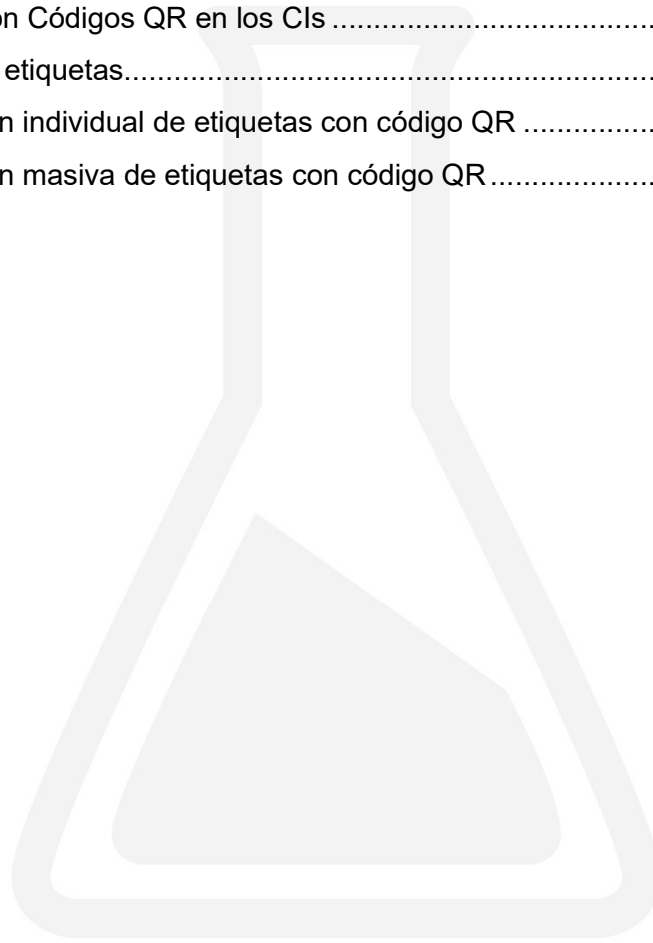 on Códigos QR en los CIs ....................................
etiquetas..............................................................
n individual de etiquetas con código QR ................
n masiva de etiquetas con código QR....................